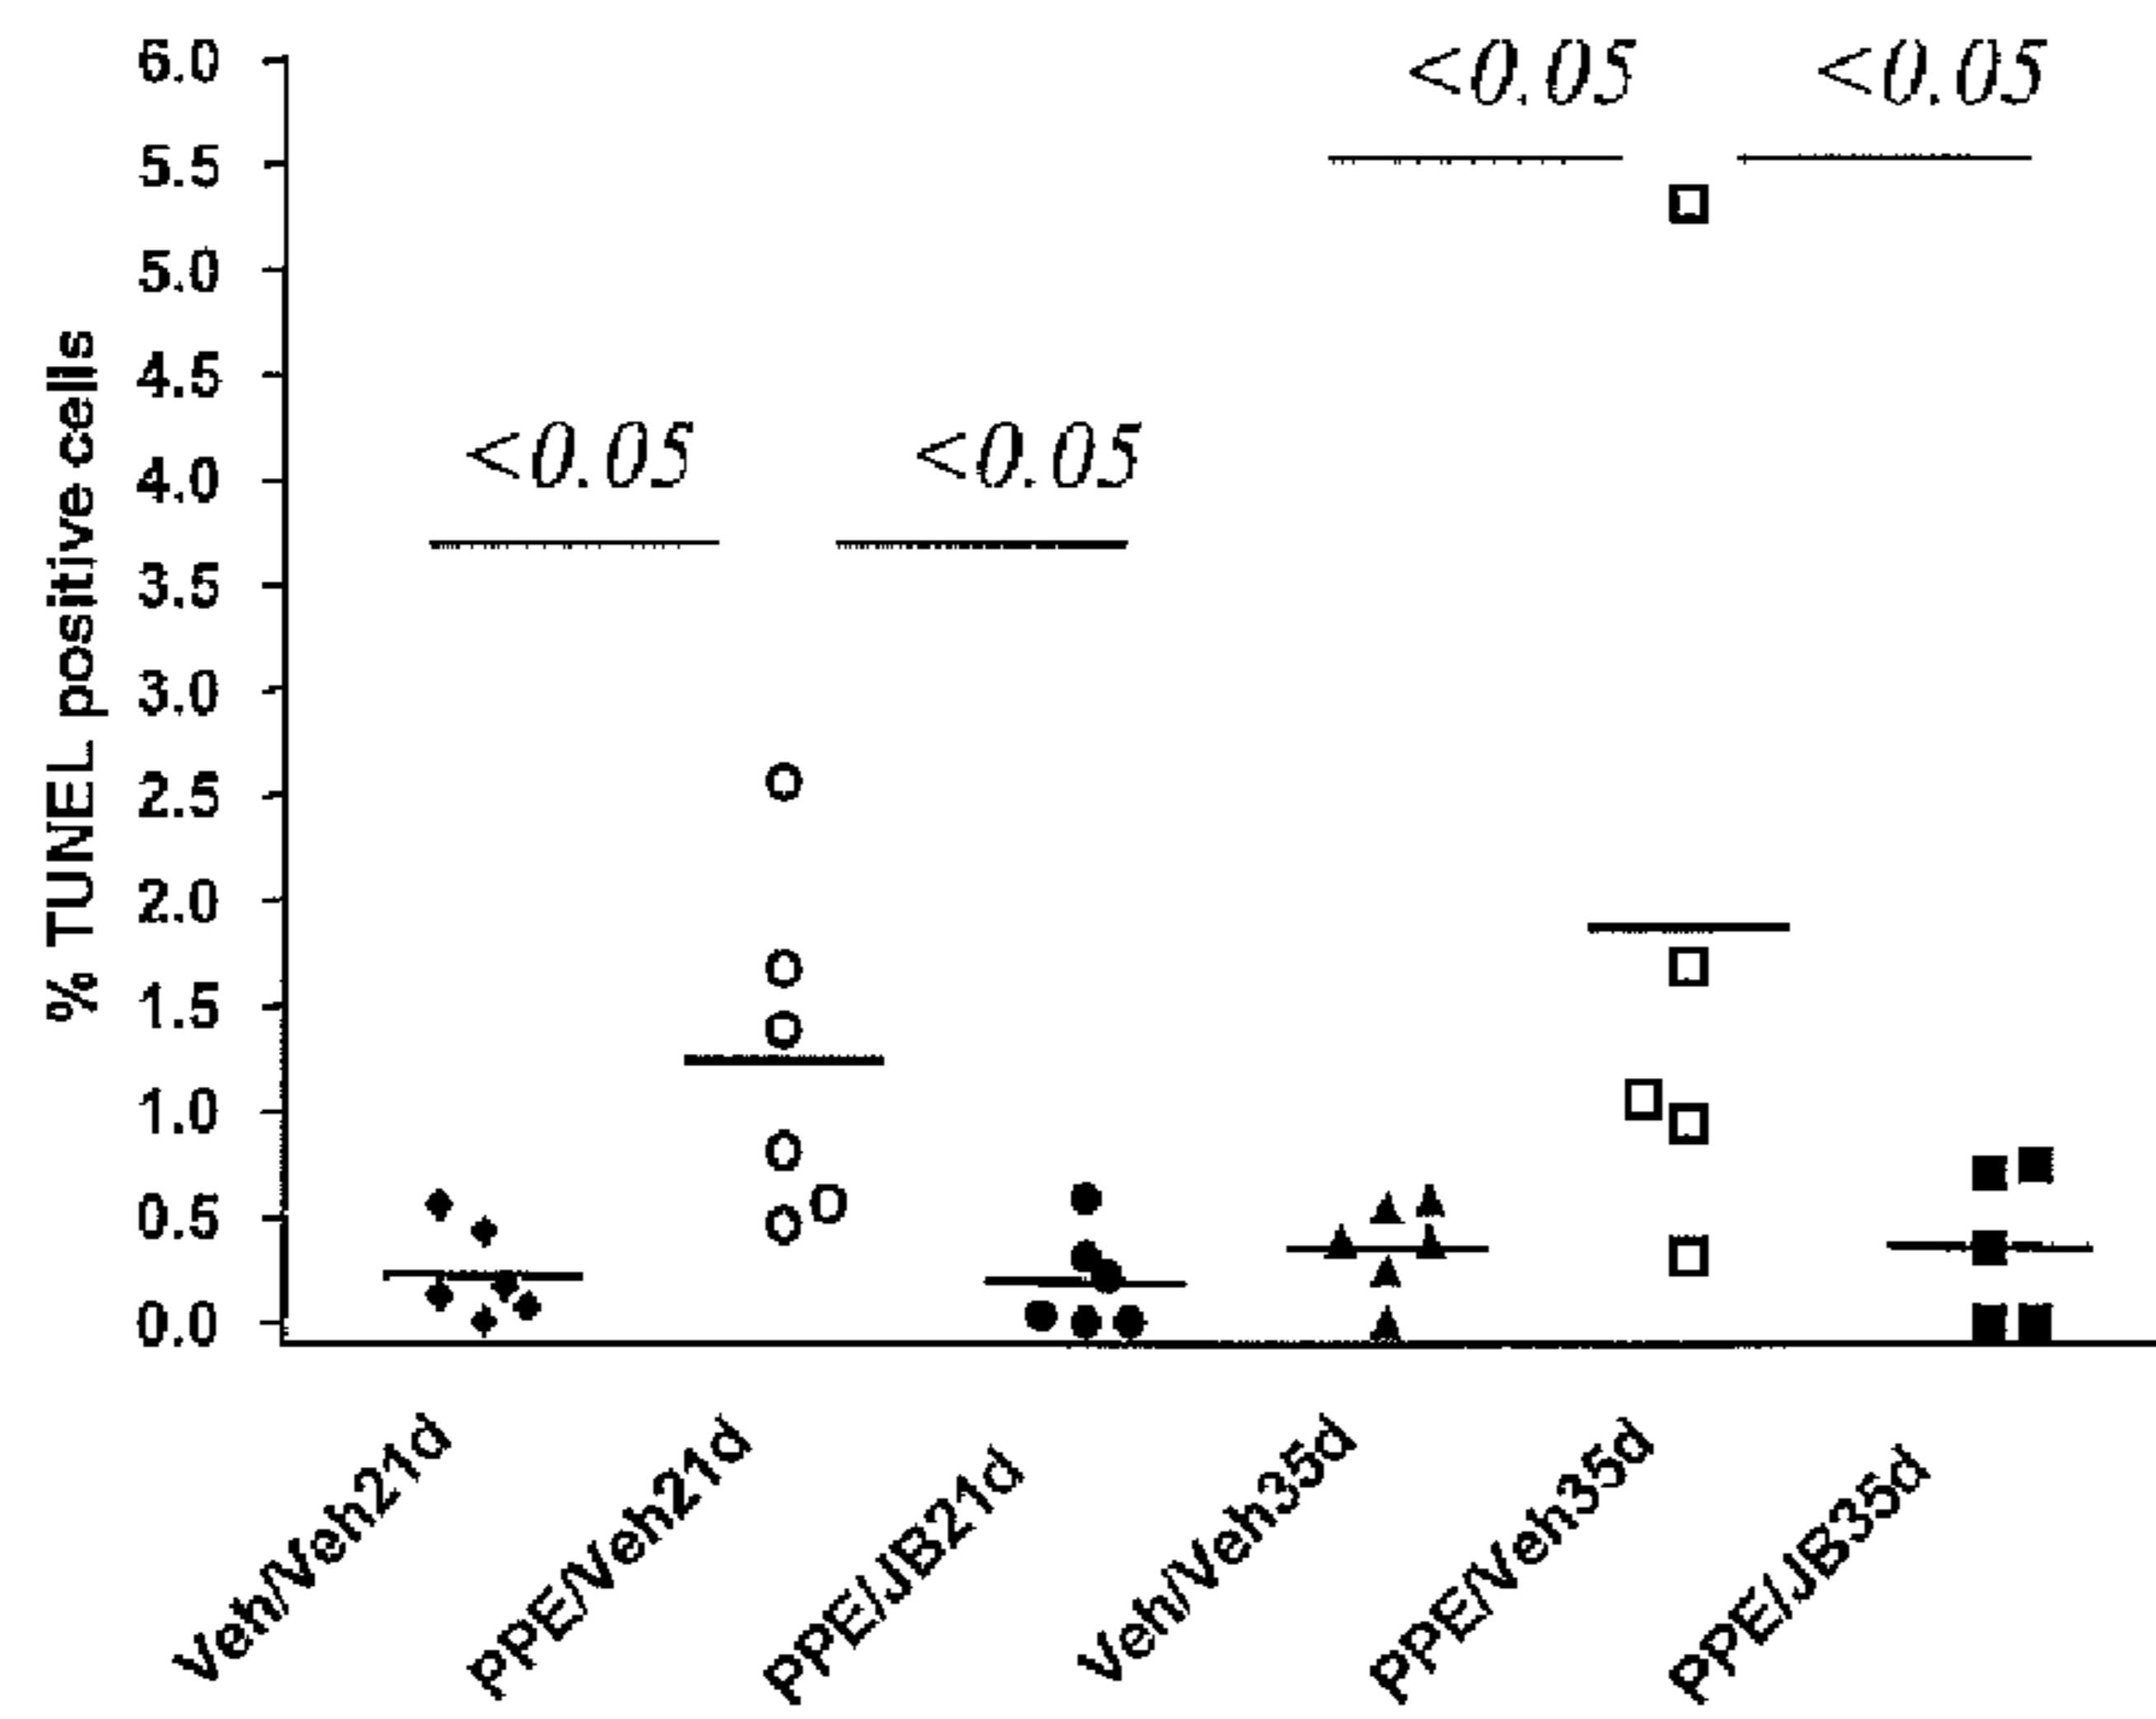 6.0
5.5
5.0
4.5
4.0
3.5
3.0
2.5
2.0
1.5
1.0
0.5
0.0
% TUNEL positive cells
<0.05 <0.05
<0.05 <0.05
Veh/Veh21d
PPE/Veh21d
PPE/JB21d
Veh/Veh35d
PPE/Veh35d
PPE/JB35d